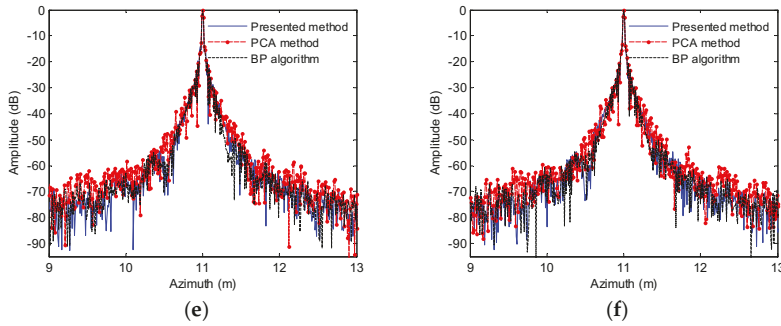 0
-10
-20
-30
-40
-50
-60
-70
-80
-90
Amplitude (dB)
Presented method
PCA method
BP algorithm
9 10 11 12 13
Azimuth (m)
(e)
0
-10
-20
-30
-40
-50
-60
-70
-80
-90
Amplitude (dB)
Presented method
PCA method
BP algorithm
9 10 11 12 13
Azimuth (m)
(f)